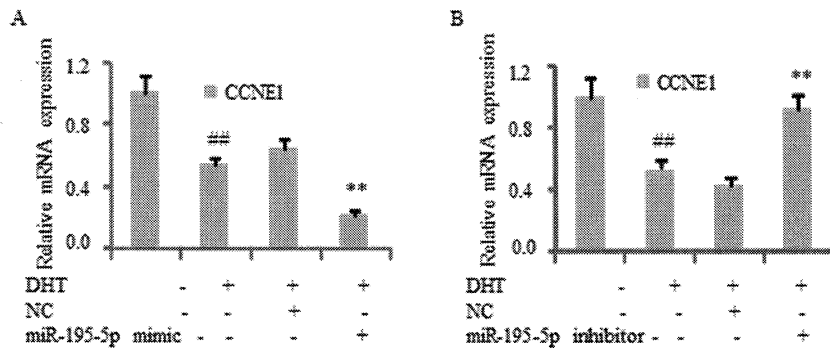 A
Relative mRNA expression
1.2
0.8
0.4
0.0
CCNE1
##
**
DHT - + + +
NC - - + -
miR-195-5p mimic - - - +
B
Relative mRNA expression
1.2
0.8
0.4
0.0
CCNE1
##
**
DHT - + + +
NC - - + -
miR-195-5p inhibitor - - - +